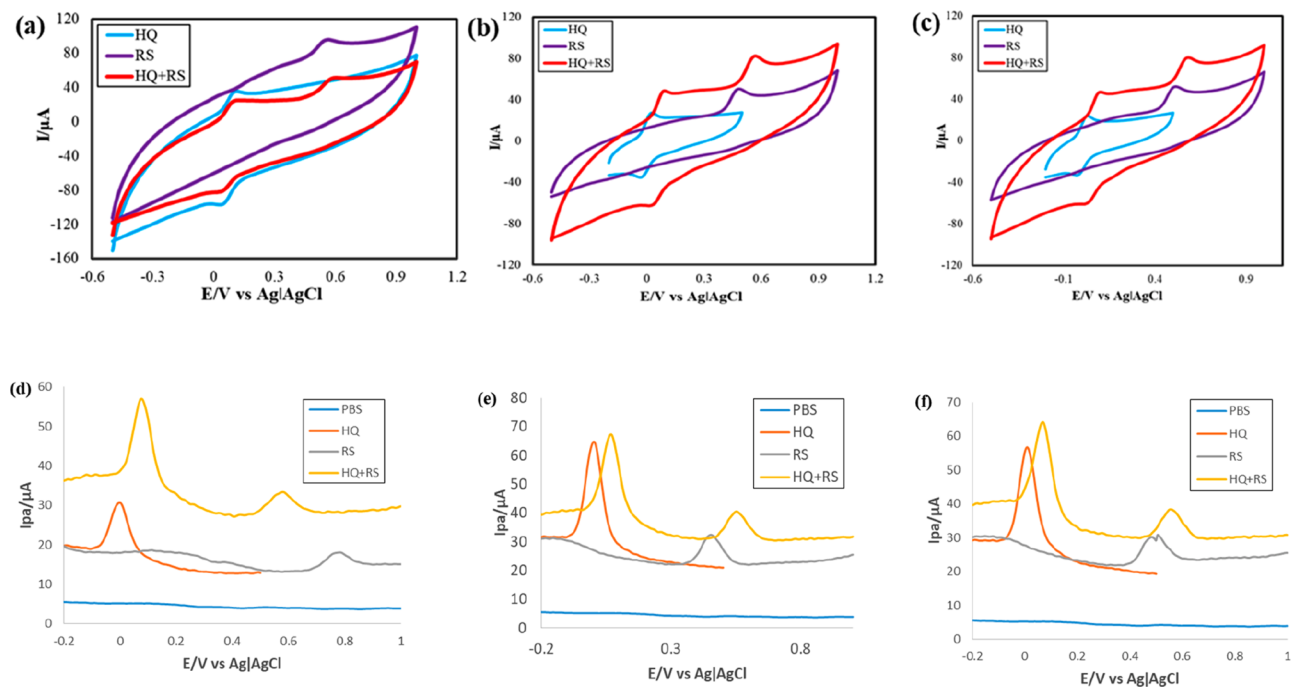 (a)
HQ
RS
HQ+RS
I/µA
120
80
40
0
-40
-80
-120
-160
-0.6
-0.3
0
0.3
0.6
0.9
1.2
E/V vs Ag|AgCl
(b)
HQ
RS
HQ+RS
I/µA
120
80
40
0
-40
-80
-120
-0.6
-0.3
0
0.3
0.6
0.9
1.2
E/V vs Ag|AgCl
(c)
HQ
RS
HQ+RS
I/µA
120
80
40
0
-40
-80
-120
-0.6
-0.1
0.4
0.9
E/V vs Ag|AgCl
(d)
PBS
HQ
RS
HQ+RS
Ipa/µA
60
50
40
30
20
10
0
-0.2
0
0.2
0.4
0.6
0.8
1
E/V vs Ag|AgCl
(e)
PBS
HQ
RS
HQ+RS
Ipa/µA
80
70
60
50
40
30
20
10
0
-0.2
0.3
0.8
E/V vs Ag|AgCl
(f)
PBS
HQ
RS
HQ+RS
Ipa/µA
70
60
50
40
30
20
10
0
-0.2
0
0.2
0.4
0.6
0.8
1
E/V vs Ag|AgCl